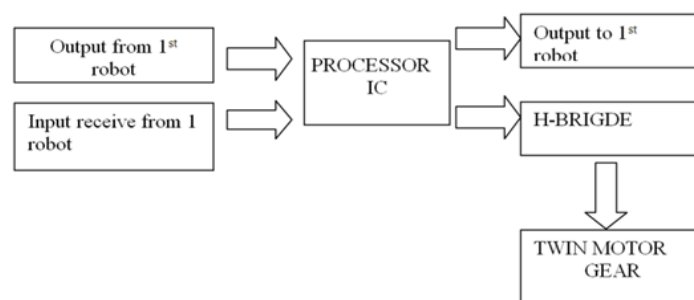 Output from 1st
robot
Input receive from 1
robot
PROCESSOR
IC
Output to 1st
robot
H-BRIGDE
TWIN MOTOR
GEAR